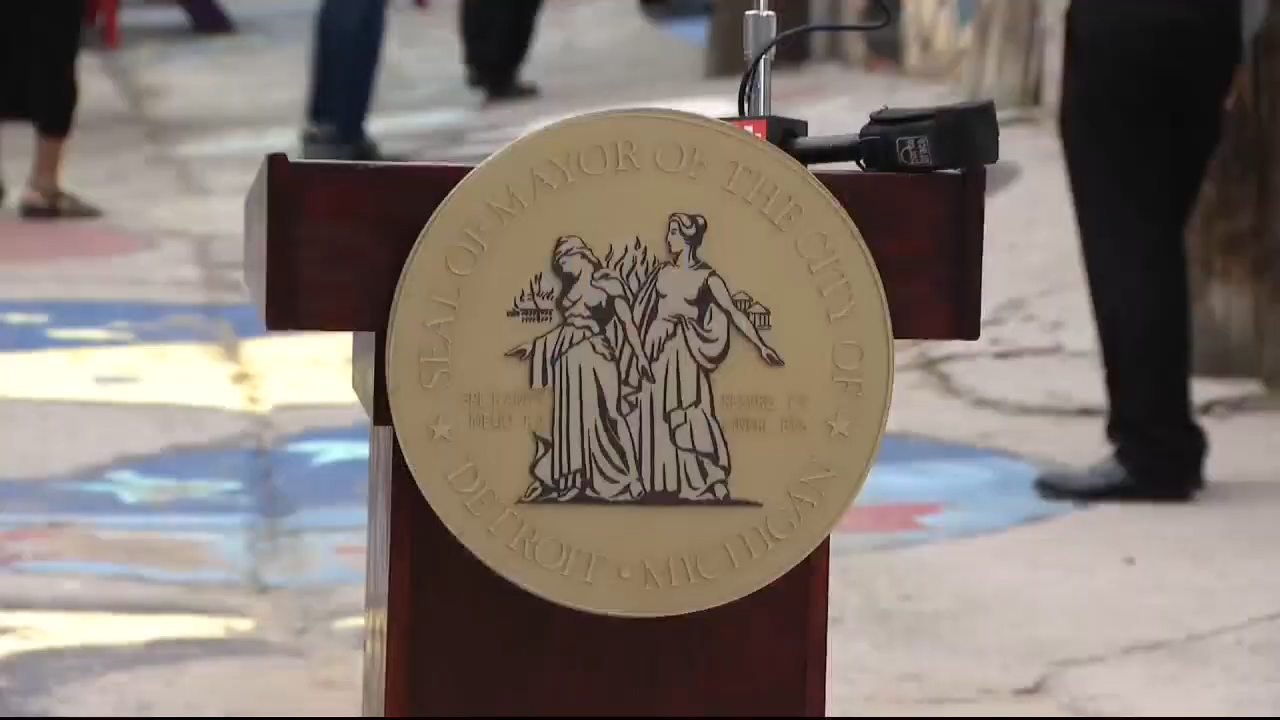 SEAL OF MAYOR OF THE CITY OF
DETROIT • MICHIGAN